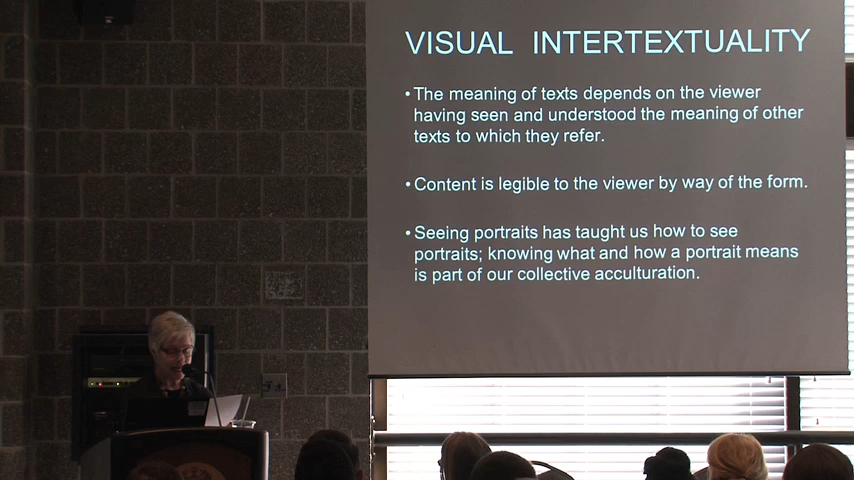 VISUAL INTERTEXTUALITY
• The meaning of texts depends on the viewer
having seen and understood the meaning of other
texts to which they refer.
• Content is legible to the viewer by way of the form.
• Seeing portraits has taught us how to see
portraits; knowing what and how a portrait means
is part of our collective acculturation.